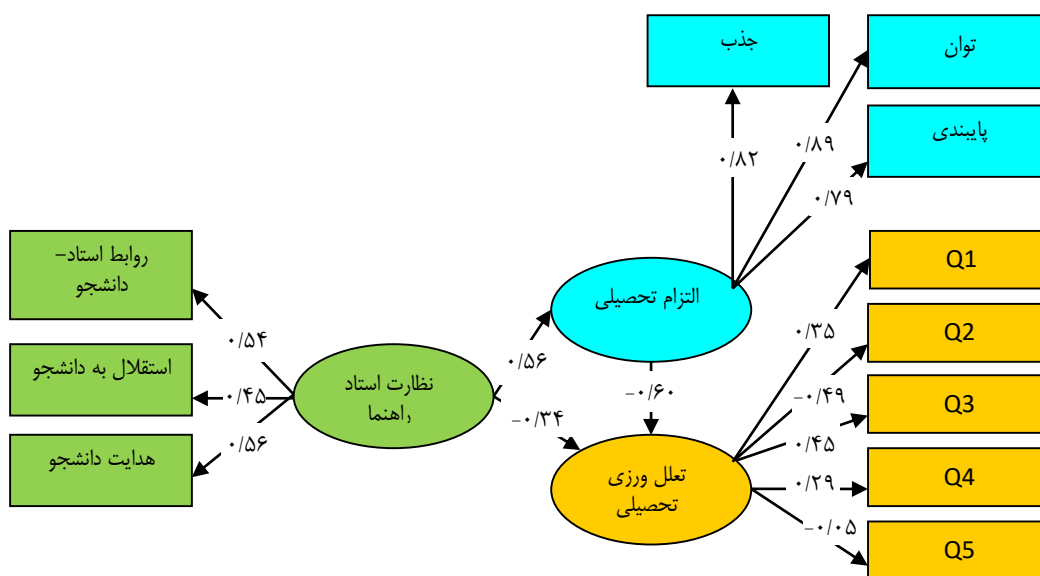 جذب
توان
پایبندی
۰/۸۹
۰/۸۲
۰/۷۹
روابط استاد–
دانشجو
استقلال به دانشجو
هدایت دانشجو
۰/۵۴
۰/۴۵
۰/۵۶
نظارت استاد
راهنما
۰/۵۶
–۰/۳۴
التزام تحصیلی
–۰/۶۰
تعلل ورزی
تحصیلی
۰/۳۵
–۰/۴۹
۰/۴۵
۰/۲۹
–۰/۰۵
Q1
Q2
Q3
Q4
Q5